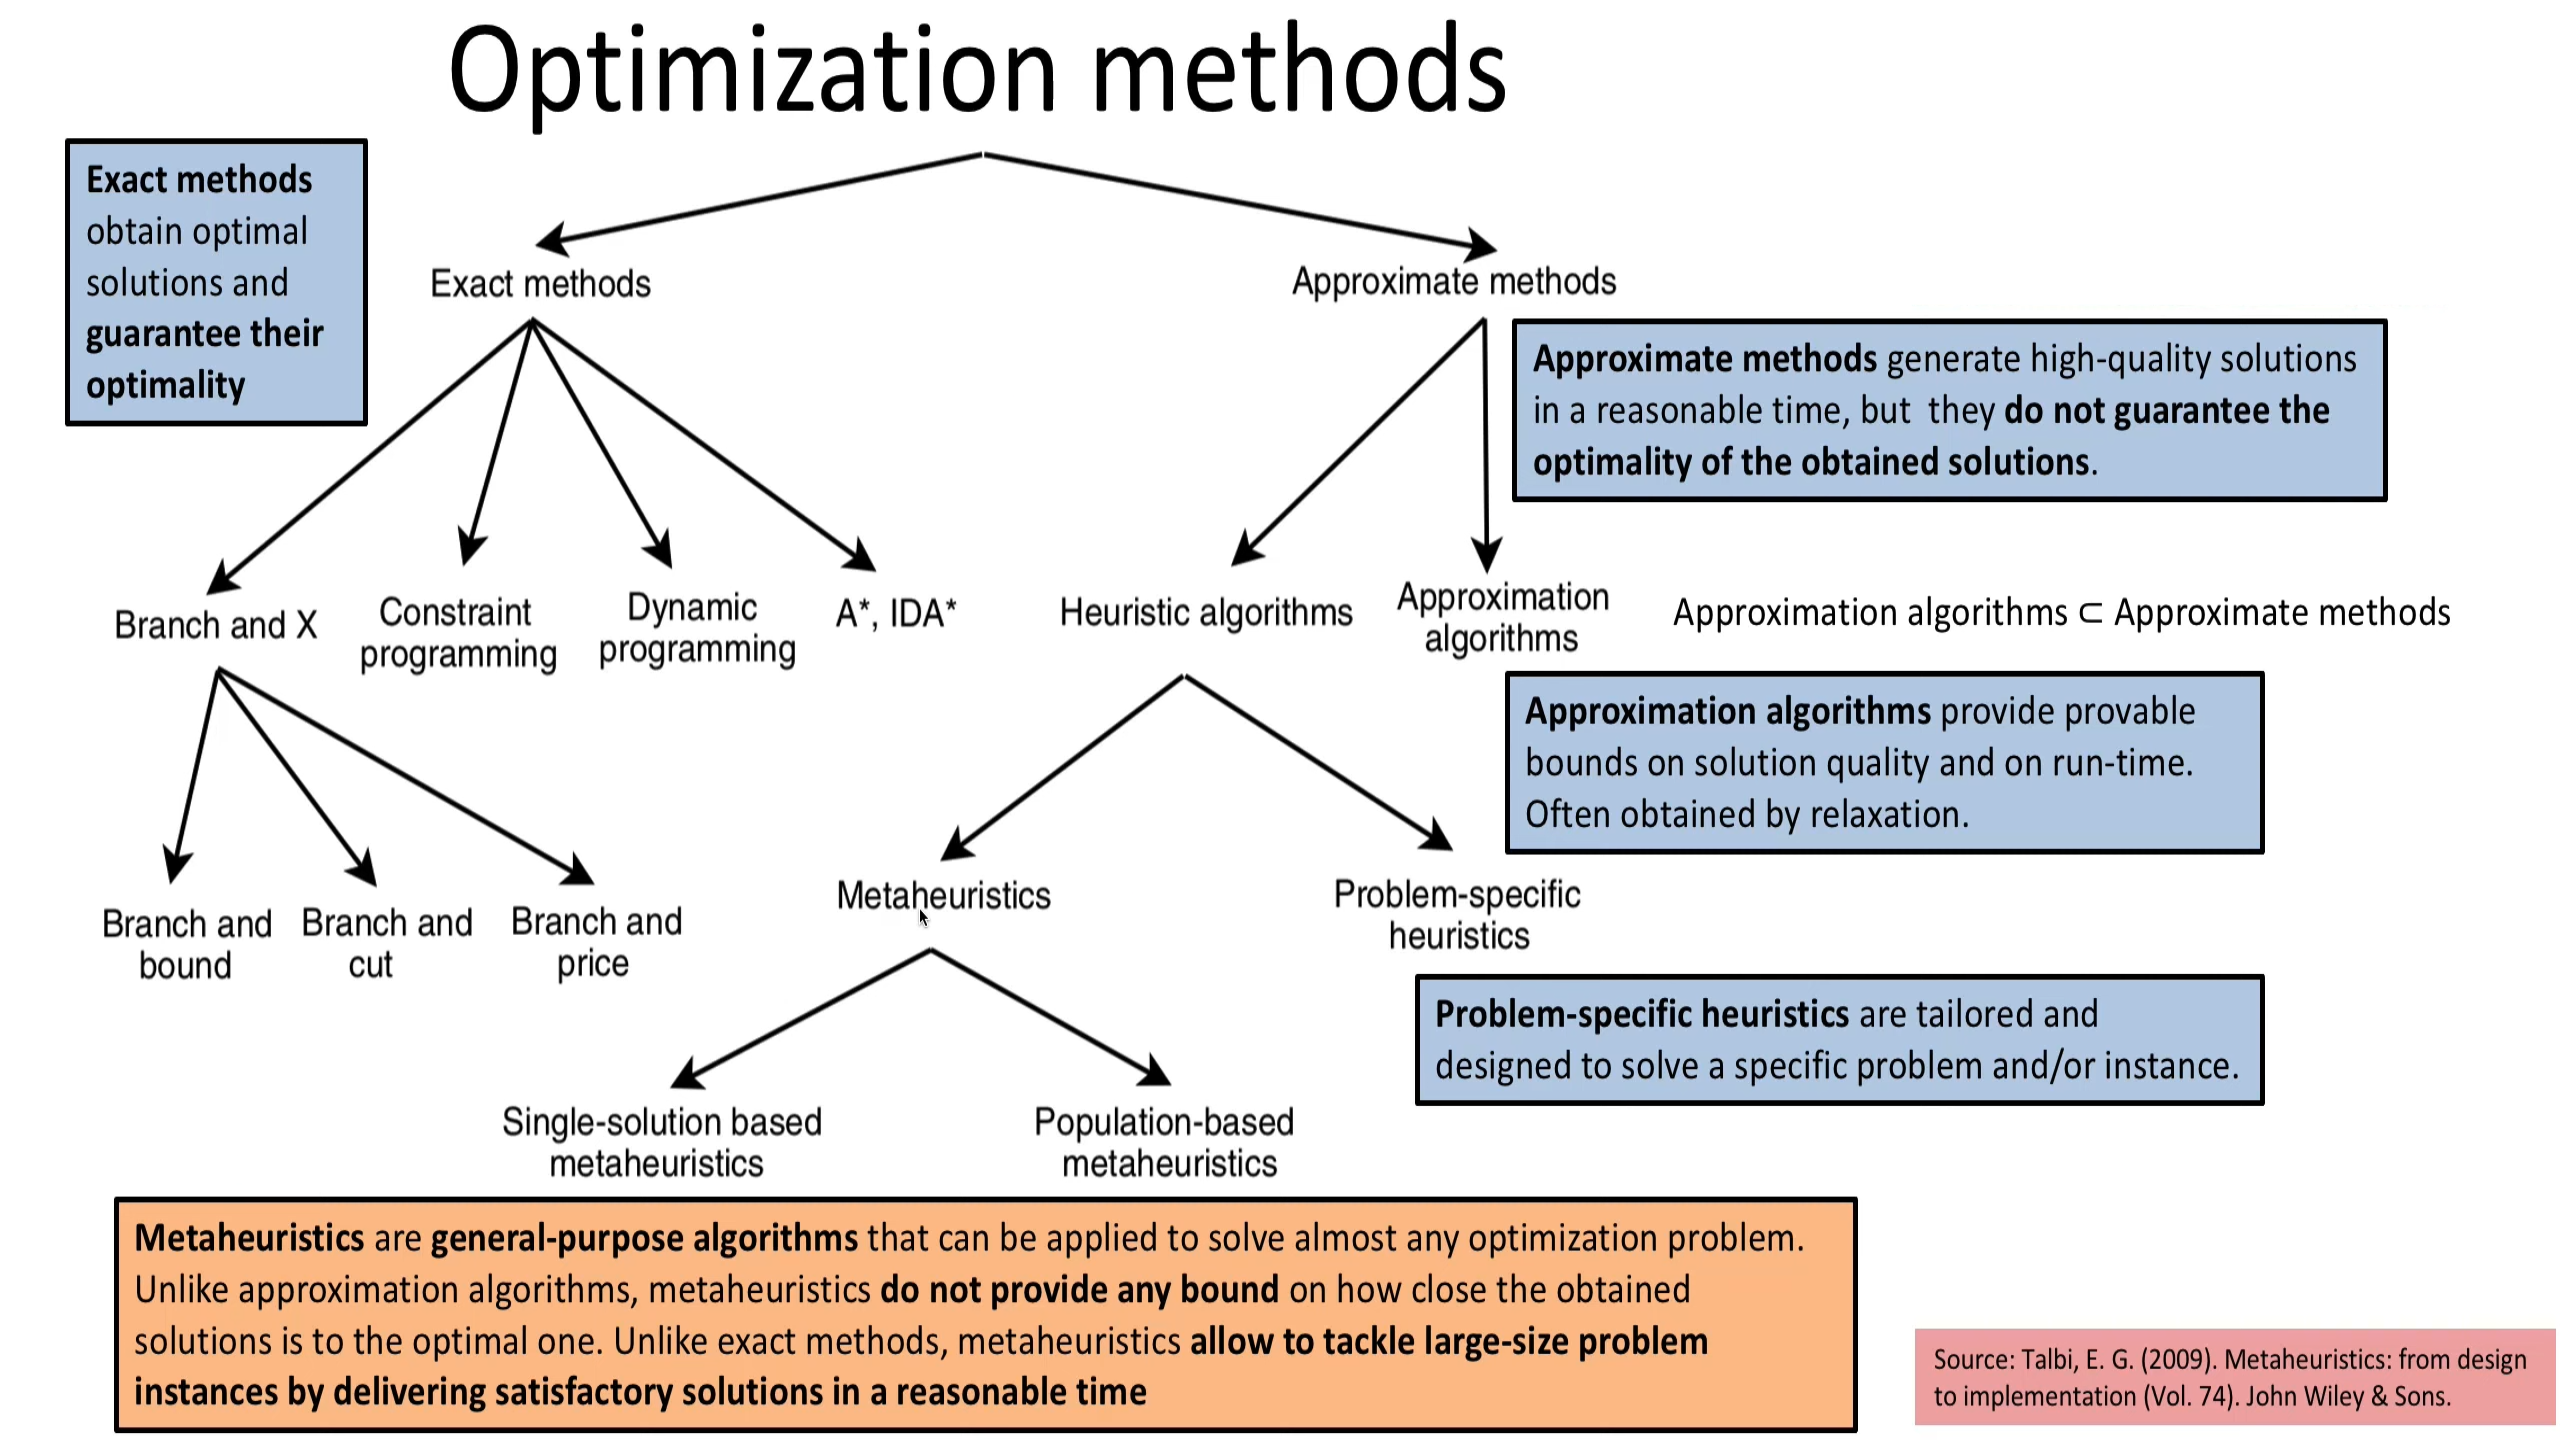 Optimization methods
Exact methods
obtain optimal
solutions and
guarantee their
optimality
Exact methods
Approximate methods
Approximate methods generate high-quality solutions
in a reasonable time, but they do not guarantee the
optimality of the obtained solutions.
Branch and X
Constraint
programming
Dynamic
programming
A*, IDA*
Heuristic algorithms
Approximation
algorithms
Approximation algorithms ⊂ Approximate methods
Approximation algorithms provide provable
bounds on solution quality and on run-time.
Often obtained by relaxation.
Branch and
bound
Branch and
cut
Branch and
price
Metaheuristics
Problem-specific
heuristics
Problem-specific heuristics are tailored and
designed to solve a specific problem and/or instance.
Single-solution based
metaheuristics
Population-based
metaheuristics
Metaheuristics are general-purpose algorithms that can be applied to solve almost any optimization problem.
Unlike approximation algorithms, metaheuristics do not provide any bound on how close the obtained
solutions is to the optimal one. Unlike exact methods, metaheuristics allow to tackle large-size problem
instances by delivering satisfactory solutions in a reasonable time
Source: Talbi, E. G. (2009). Metaheuristics: from design
to implementation (Vol. 74). John Wiley & Sons.